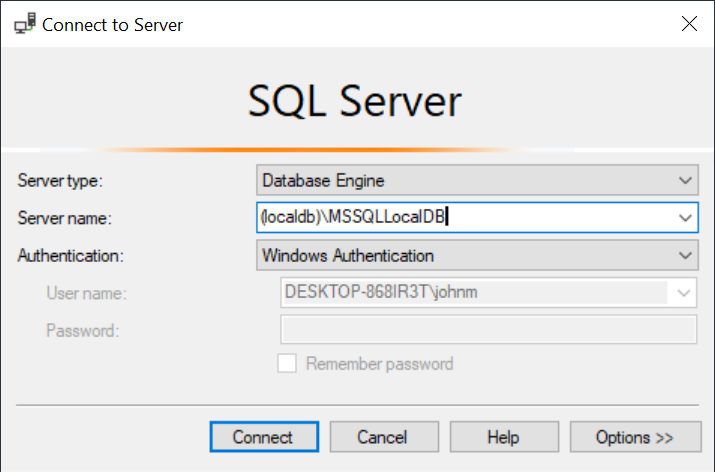 Connect to Server
SQL Server
Server type: Database Engine
Server name: (localdb)\MSSQLLocalDB
Authentication: Windows Authentication
User name: DESKTOP-868IR3T\johnm
Password:
Remember password
Connect Cancel Help Options >>